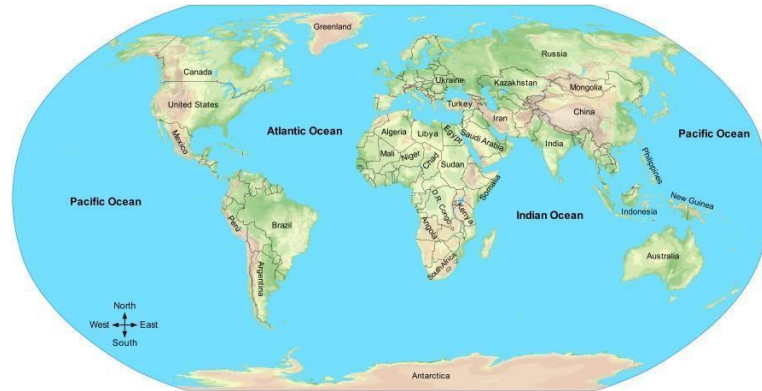 Greenland
Russia
Canada
Ukraine
Kazakhstan
Mongolia
United States
Turkey
Iran
China
Atlantic Ocean
Pacific Ocean
Mexico
Algeria
Libya
Egypt
Saudi Arabia
India
Mali
Niger
Chad
Sudan
Philippines
Somalia
Pacific Ocean
D.R. Congo
Kenya
New Guinea
Indian Ocean
Indonesia
Peru
Brazil
Angola
Australia
South Africa
Argentina
North
West
East
South
Antarctica